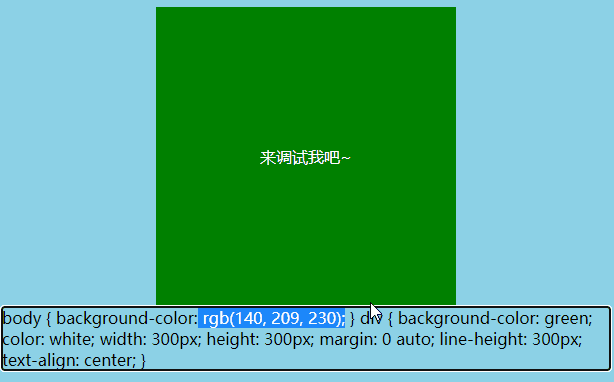 来调试我吧~
body { background-color: rgb(140, 209, 230); } div { background-color: green;
color: white; width: 300px; height: 300px; margin: 0 auto; line-height: 300px;
text-align: center; }